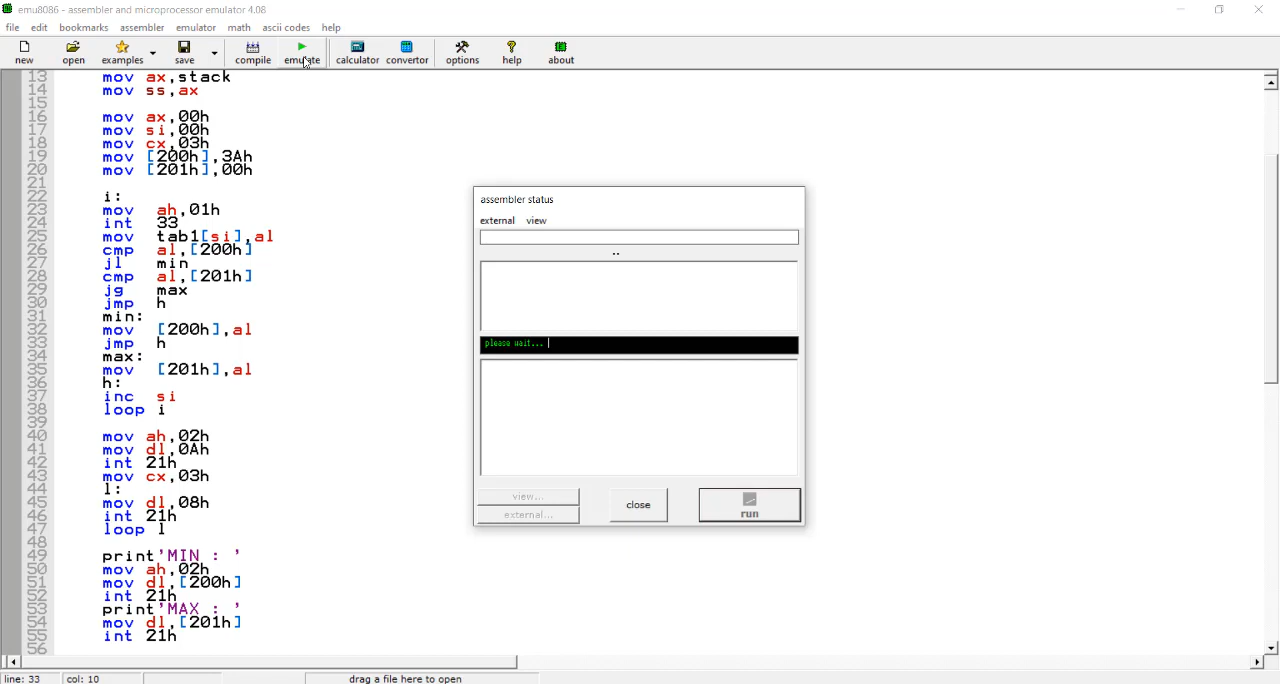 emu8086 - assembler and microprocessor emulator 4.08
file edit bookmarks assembler emulator math ascii codes help
new open examples save compile emulate calculator convertor options help about
13 mov ax,stack
14 mov ss,ax
15
16 mov ax,00h
17 mov si,00h
18 mov cx,03h
19 mov [200h],3Ah
20 mov [201h],00h
21
22 i:
23 mov ah,01h
24 int 33
25 mov tab1[si],al
26 cmp al,[200h]
27 jl min
28 cmp al,[201h]
29 jg max
30 jmp h
31 min:
32 mov [200h],al
33 jmp h
34 max:
35 mov [201h],al
36 h:
37 inc si
38 loop i
39
40 mov ah,02h
41 mov dl,0Ah
42 int 21h
43 mov cx,03h
44 l:
45 mov dl,08h
46 int 21h
47 loop l
48
49 print'MIN : '
50 mov ah,02h
51 mov dl,[200h]
52 int 21h
53 print'MAX : '
54 mov dl,[201h]
55 int 21h
56
assembler status
external view
..
please wait...
view...
external...
close
run
line: 33 col: 10 drag a file here to open